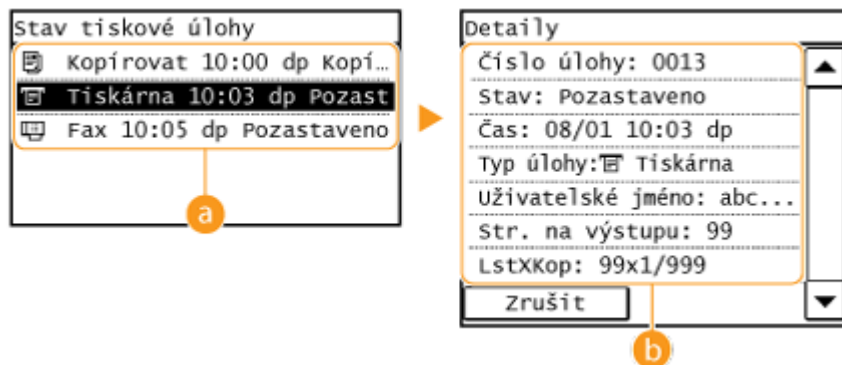 Stav tiskové úlohy
Kopírovat 10:00 dp Kopí…
Tiskárna 10:03 dp Pozast
Fax 10:05 dp Pozastaveno
a
Detaily
Číslo úlohy: 0013
Stav: Pozastaveno
Čas: 08/01 10:03 dp
Typ úlohy: Tiskárna
Uživatelské jméno: abc...
Str. na výstupu: 99
LstXKop: 99x1/999
Zrušit
b